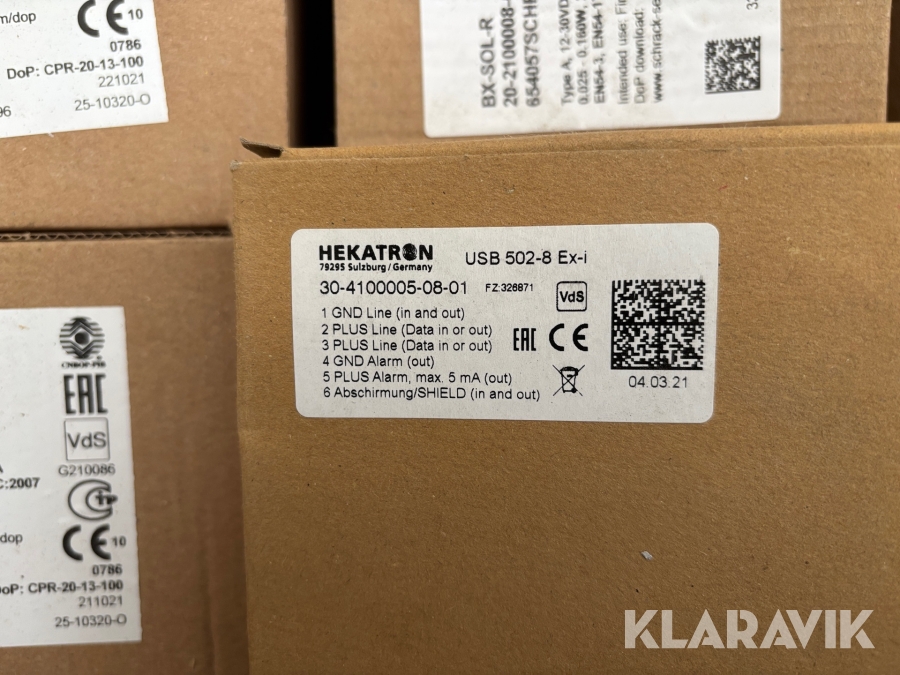 m/dop
CE 10
0786
DoP: CPR-20-13-100
221021
25-10320-O
96
BX-SOL-R
20-2100008-
654057SCH
Type A, 12-30VD
0.025 - 0.160W,
EN54-3, EN54-1
Intended use: Fi
DoP download:
www.schrack-se
HEKATRON
79295 Sulzburg/Germany
USB 502-8 Ex-i
30-4100005-08-01
FZ:326871
VdS
1 GND Line (in and out)
2 PLUS Line (Data in or out)
3 PLUS Line (Data in or out)
4 GND Alarm (out)
5 PLUS Alarm, max. 5 mA (out)
6 Abschirmung/SHIELD (in and out)
EAC CE
04.03.21
CNBOP-PIB
EAC
VdS
A
G210086
C:2007
/dop
CE 10
0786
DoP: CPR-20-13-100
211021
25-10320-O
KLARAVIK